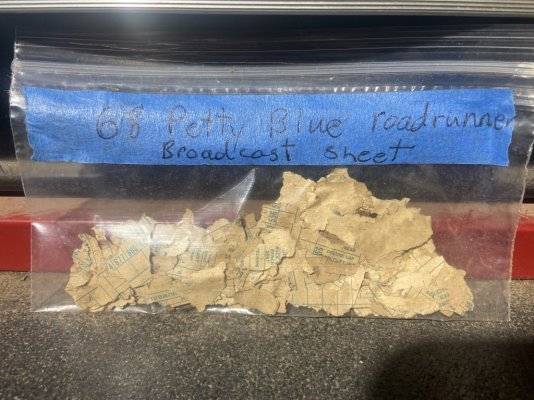 68 Petty Blue roadrunner
Broadcast sheet